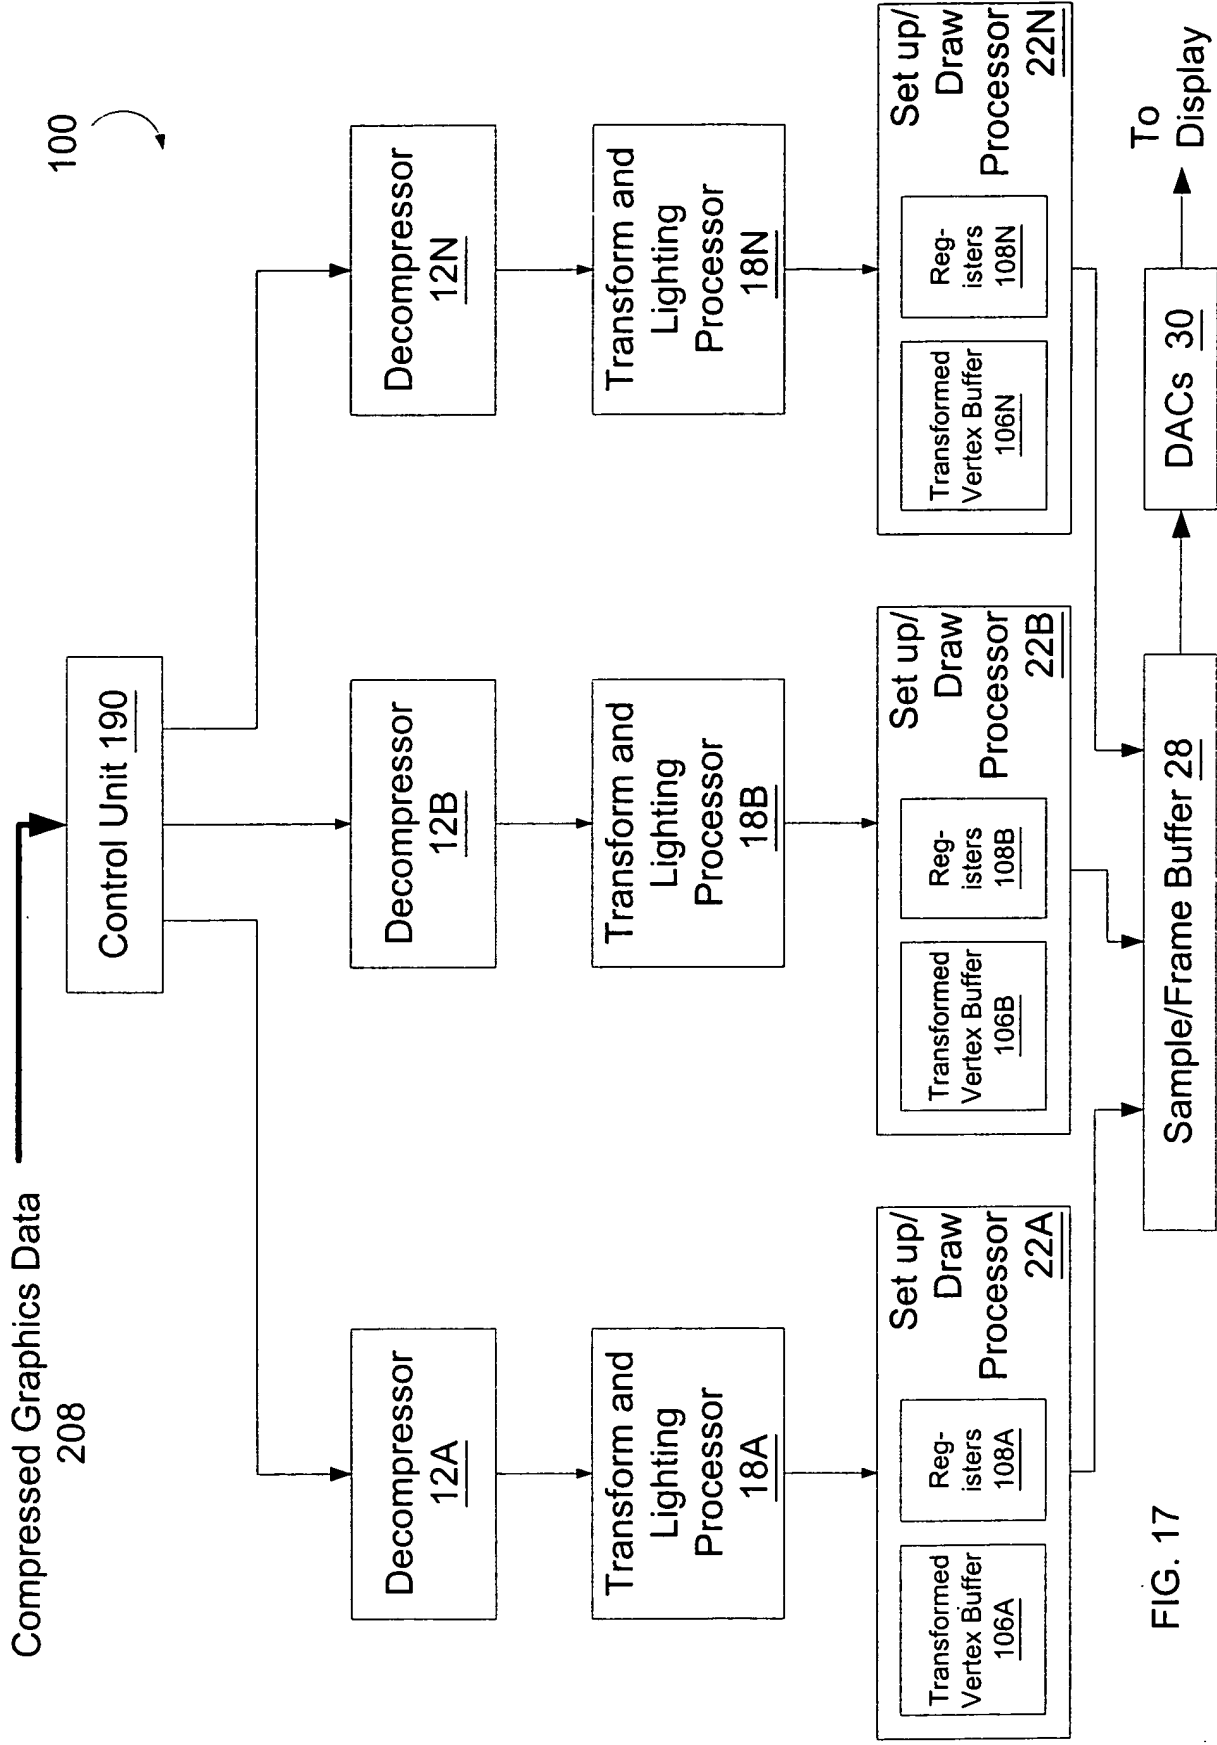 Compressed Graphics Data
208
100
Control Unit 190
Decompressor
12A
Decompressor
12B
Decompressor
12N
Transform and
Lighting
Processor
18A
Transform and
Lighting
Processor
18B
Transform and
Lighting
Processor
18N
Set up/
Draw
Processor
22A
Transformed
Vertex Buffer
106A
Reg-
isters
108A
Set up/
Draw
Processor
22B
Transformed
Vertex Buffer
106B
Reg-
isters
108B
Set up/
Draw
Processor
22N
Transformed
Vertex Buffer
106N
Reg-
isters
108N
Sample/Frame Buffer 28
DACs 30
To
Display
FIG. 17